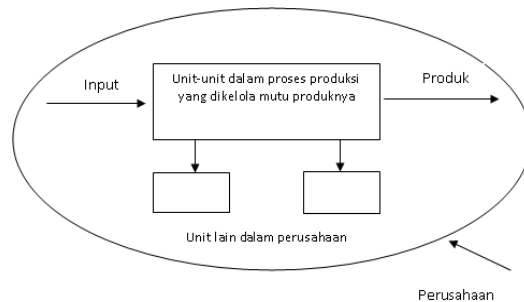 Input
Unit-unit dalam proses produksi
yang dikelola mutu produknya
Produk
Unit lain dalam perusahaan
Perusahaan